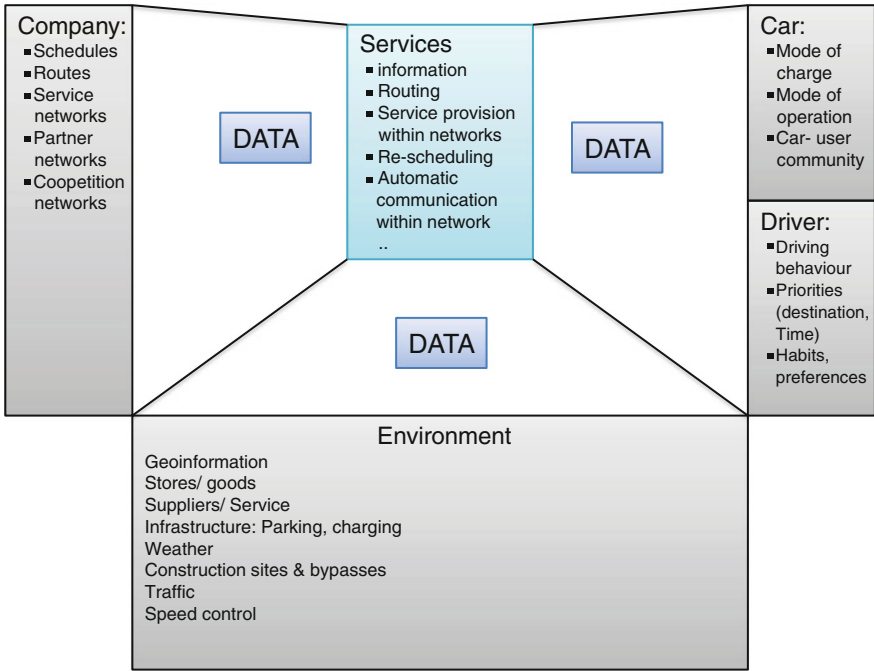 Company:
▪Schedules
▪Routes
▪Service
networks
▪Partner
networks
▪Coopetition
networks
DATA
Services
▪ information
▪ Routing
▪ Service provision
within networks
▪ Re-scheduling
▪ Automatic
communication
within network
..
DATA
DATA
Car:
▪Mode of
charge
▪Mode of
operation
▪Car- user
community
Driver:
▪Driving
behaviour
▪Priorities
(destination,
Time)
▪Habits,
preferences
Environment
Geoinformation
Stores/ goods
Suppliers/ Service
Infrastructure: Parking, charging
Weather
Construction sites & bypasses
Traffic
Speed control